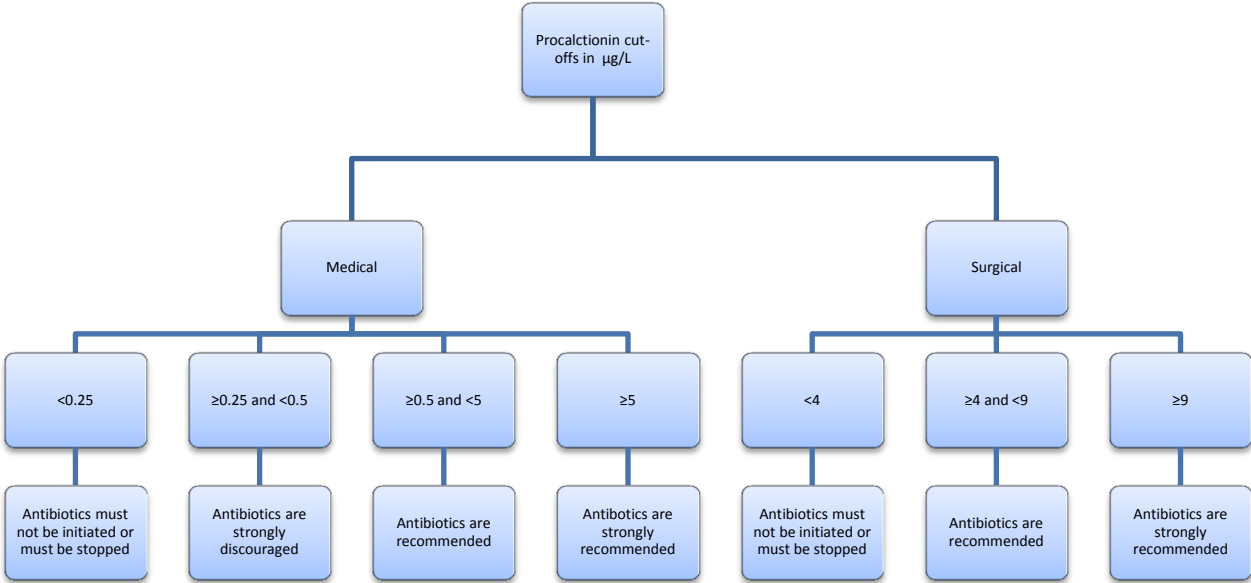 Procalctionin cut-
offs in  µg/L
Medical
Surgical
<0.25
≥0.25 and <0.5
≥0.5 and <5
≥5
<4
≥4 and <9
≥9
Antibiotics must
not be initiated or
must be stopped
Antibiotics are
strongly
discouraged
Antibiotics are
recommended
Antibiotics are
strongly
recommended
Antibiotics must
not be initiated or
must be stopped
Antibiotics are
recommended
Antibiotics are
strongly
recommended